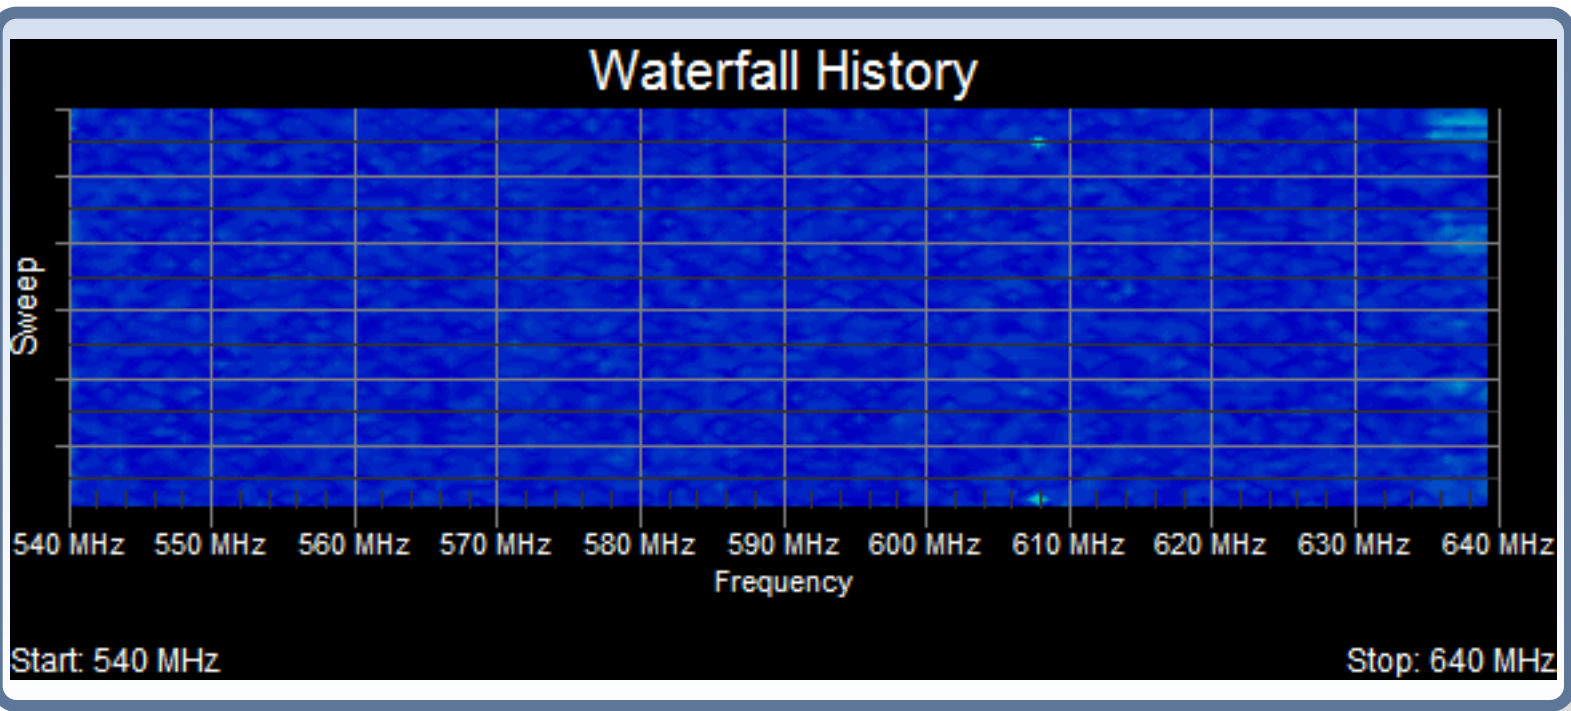 Waterfall History
Sweep
540 MHz 550 MHz 560 MHz 570 MHz 580 MHz 590 MHz 600 MHz 610 MHz 620 MHz 630 MHz 640 MHz
Frequency
Start: 540 MHz
Stop: 640 MHz